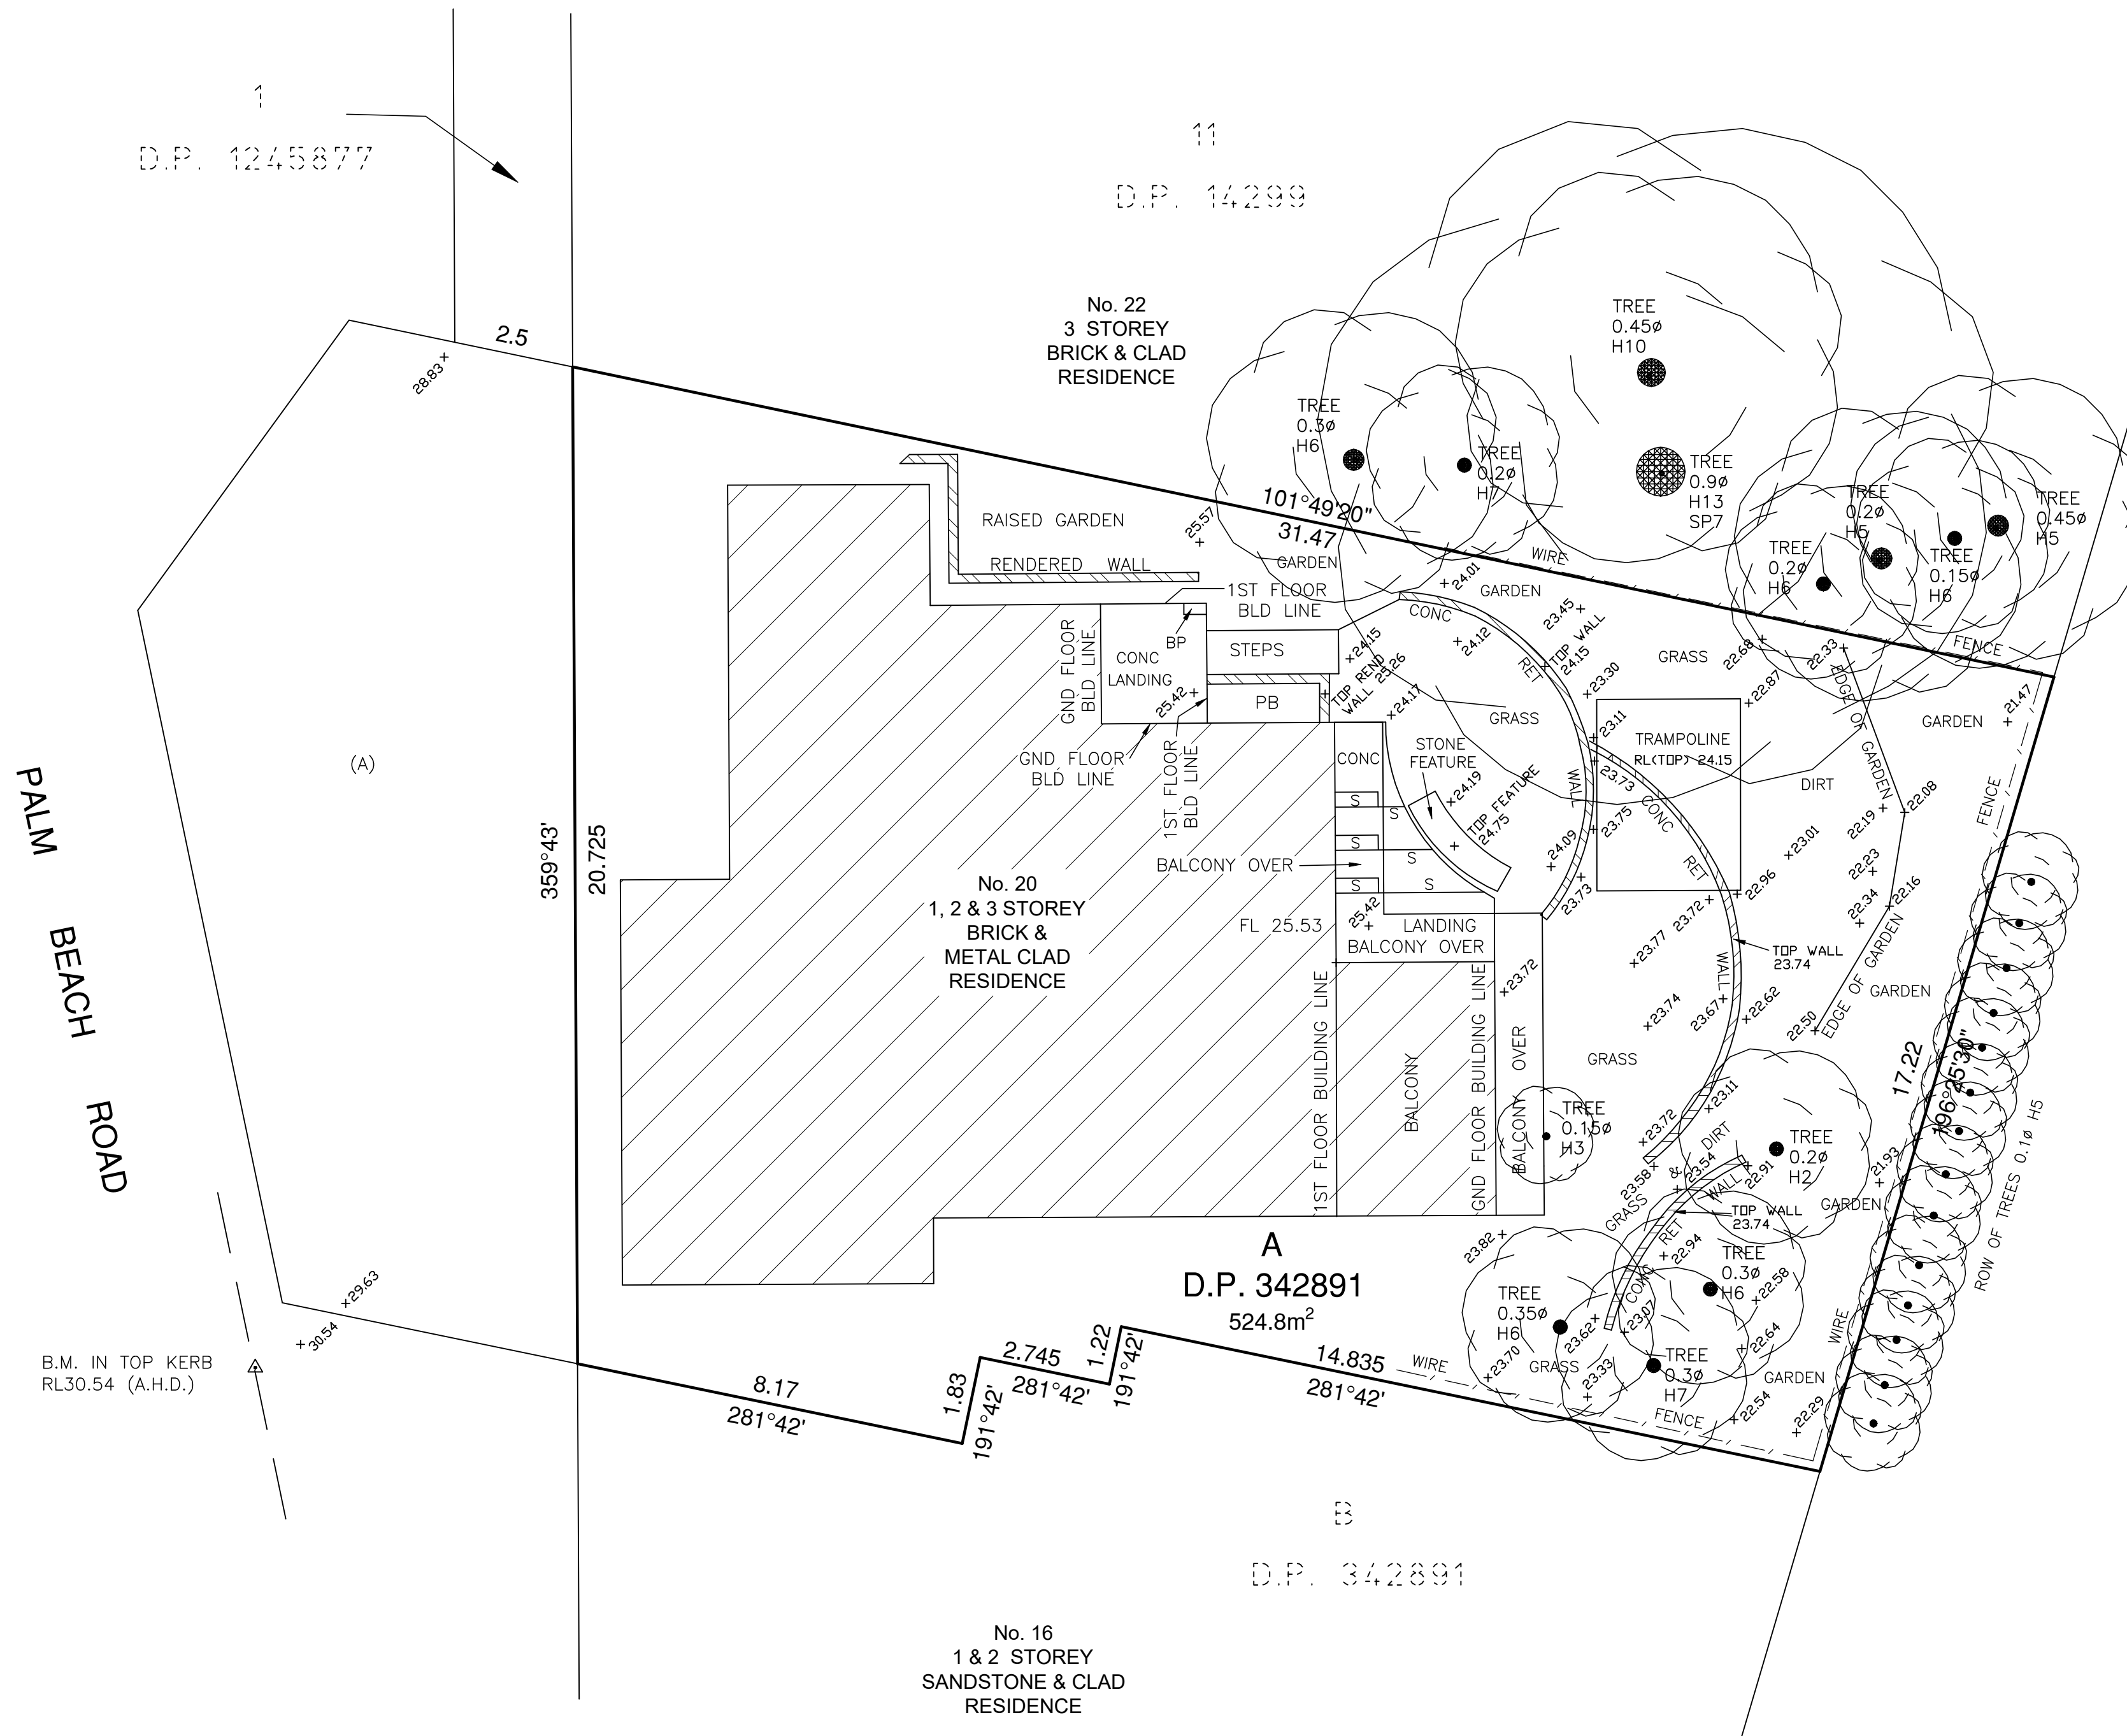 1
D.P. 1245877
11
D.P. 14299
2.5
28.83
No. 22
3 STOREY
BRICK & CLAD
RESIDENCE
TREE
0.45ø
H10
TREE
0.3ø
H6
TREE
0.2ø
H7
TREE
0.9ø
H13
SP7
TREE
0.2ø
H5
TREE
0.45ø
H5
TREE
0.2ø
H6
TREE
0.15ø
H6
101°49'20"
31.47
25.57
RAISED GARDEN
RENDERED WALL
GARDEN
WIRE
24.01
GARDEN
1ST FLOOR
BLD LINE
CONC
23.45
24.12
TOP WALL
24.15
RET
23.30
GRASS
22.68
22.33
FENCE
GND FLOOR
BLD LINE
BP
CONC
LANDING
25.42
STEPS
PB
24.15
TOP REND
WALL 25.26
24.17
GRASS
22.87
23.11
EDGE OF GARDEN
GARDEN
21.47
TRAMPOLINE
RL(TOP) 24.15
GND FLOOR
BLD LINE
1ST FLOOR
BLD LINE
CONC
STONE
FEATURE
24.19
TOP FEATURE
24.75
WALL
23.73
CONC
DIRT
22.08
22.19
FENCE
S
S
S
S
S
S
BALCONY OVER
24.09
23.75
23.01
22.23
RET
22.96
22.34
22.16
23.73
23.72
PALM BEACH ROAD
(A)
359°43'
20.725
No. 20
1, 2 & 3 STOREY
BRICK &
METAL CLAD
RESIDENCE
FL 25.53
25.42
LANDING
BALCONY OVER
23.72
23.77
TOP WALL
23.74
WALL
EDGE OF GARDEN
GARDEN
23.74
23.67
22.62
22.50
1ST FLOOR BUILDING LINE
BALCONY
GND FLOOR BUILDING LINE
BALCONY OVER
GRASS
17.22
196°25'30"
TREE
0.15ø
H3
23.11
23.72
23.58
GRASS & DIRT
23.54
22.91
TREE
0.2ø
H2
21.93
GARDEN
ROW OF TREES 0.1ø H5
WALL
TOP WALL
23.74
RET
22.94
CONC
23.82
TREE
0.3ø
H6
22.58
TREE
0.35ø
H6
23.62
23.07
22.64
WIRE
A
D.P. 342891
524.8m2
29.63
30.54
B.M. IN TOP KERB
RL30.54 (A.H.D.)
8.17
281°42'
1.83
191°42'
2.745
281°42'
1.22
191°42'
14.835
281°42'
WIRE
23.70
GRASS
23.33
TREE
0.3ø
H7
GARDEN
FENCE
22.54
22.29
B
D.P. 342891
No. 16
1 & 2 STOREY
SANDSTONE & CLAD
RESIDENCE